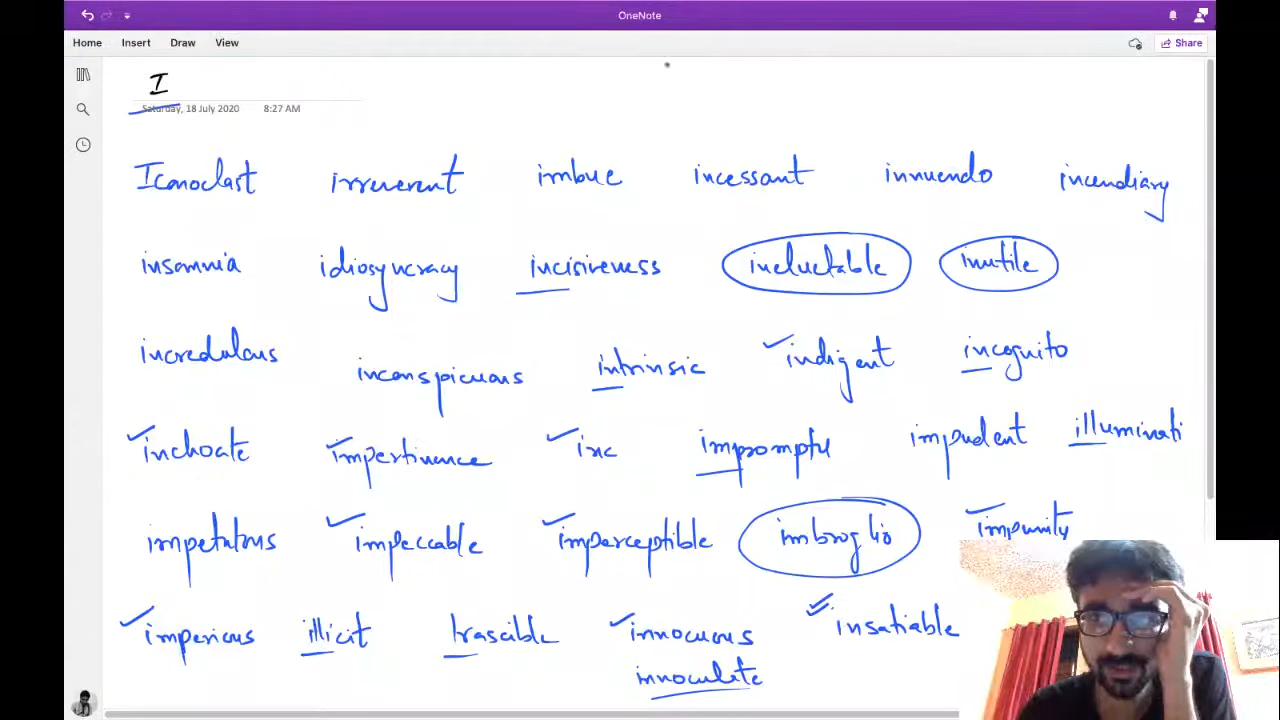 OneNote
Home Insert Draw View Share
I
Saturday, 18 July 2020 8:27 AM
Iconoclast irreverent imbue incessant innuendo incendiary
insomnia idiosyncracy incisiveness ineluctable inutile
incredulous inconspicuous intrinsic indigent incognito
inchoate impertinence inc impromptu impudent illuminati
impetuous impeccable imperceptible imbroglio impunity
imperious illicit Irascible innocuous insatiable
innoculate